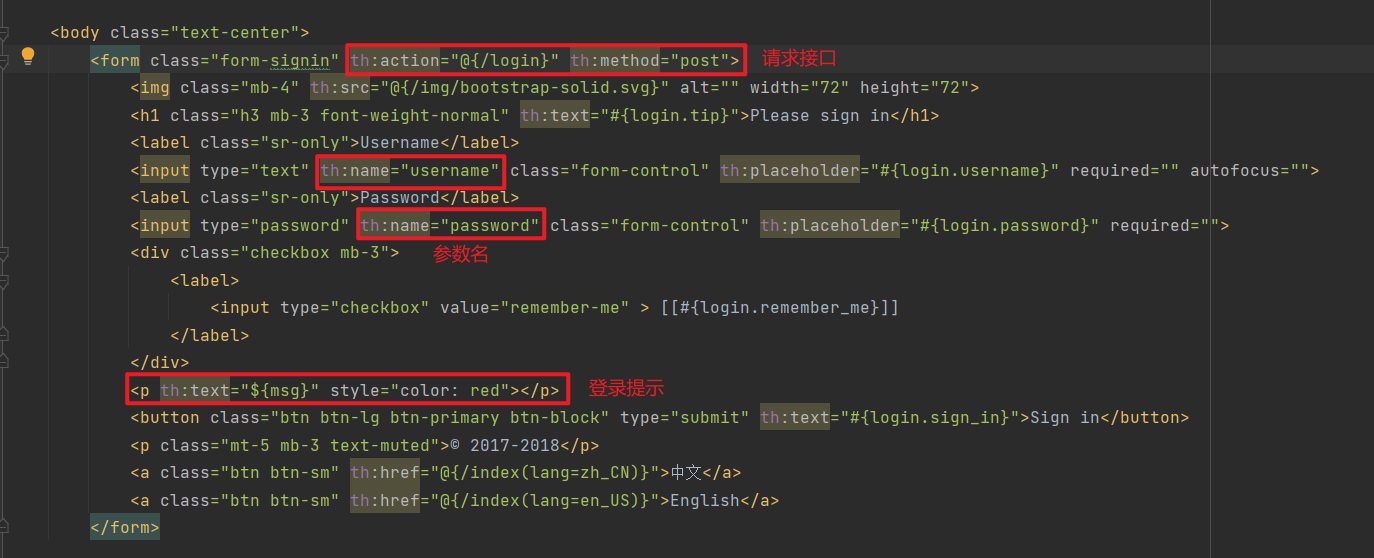 <body class="text-center">
<form class="form-signin" th:action="@{/login}" th:method="post"> 请求接口
<img class="mb-4" th:src="@{/img/bootstrap-solid.svg}" alt="" width="72" height="72">
<h1 class="h3 mb-3 font-weight-normal" th:text="#{login.tip}">Please sign in</h1>
<label class="sr-only">Username</label>
<input type="text" th:name="username" class="form-control" th:placeholder="#{login.username}" required="" autofocus="">
<label class="sr-only">Password</label>
<input type="password" th:name="password" class="form-control" th:placeholder="#{login.password}" required="">
<div class="checkbox mb-3"> 参数名
<label>
<input type="checkbox" value="remember-me" > [[#{login.remember_me}]]
</label>
</div>
<p th:text="${msg}" style="color: red"></p> 登录提示
<button class="btn btn-lg btn-primary btn-block" type="submit" th:text="#{login.sign_in}">Sign in</button>
<p class="mt-5 mb-3 text-muted">© 2017-2018</p>
<a class="btn btn-sm" th:href="@{/index(lang=zh_CN)}">中文</a>
<a class="btn btn-sm" th:href="@{/index(lang=en_US)}">English</a>
</form>